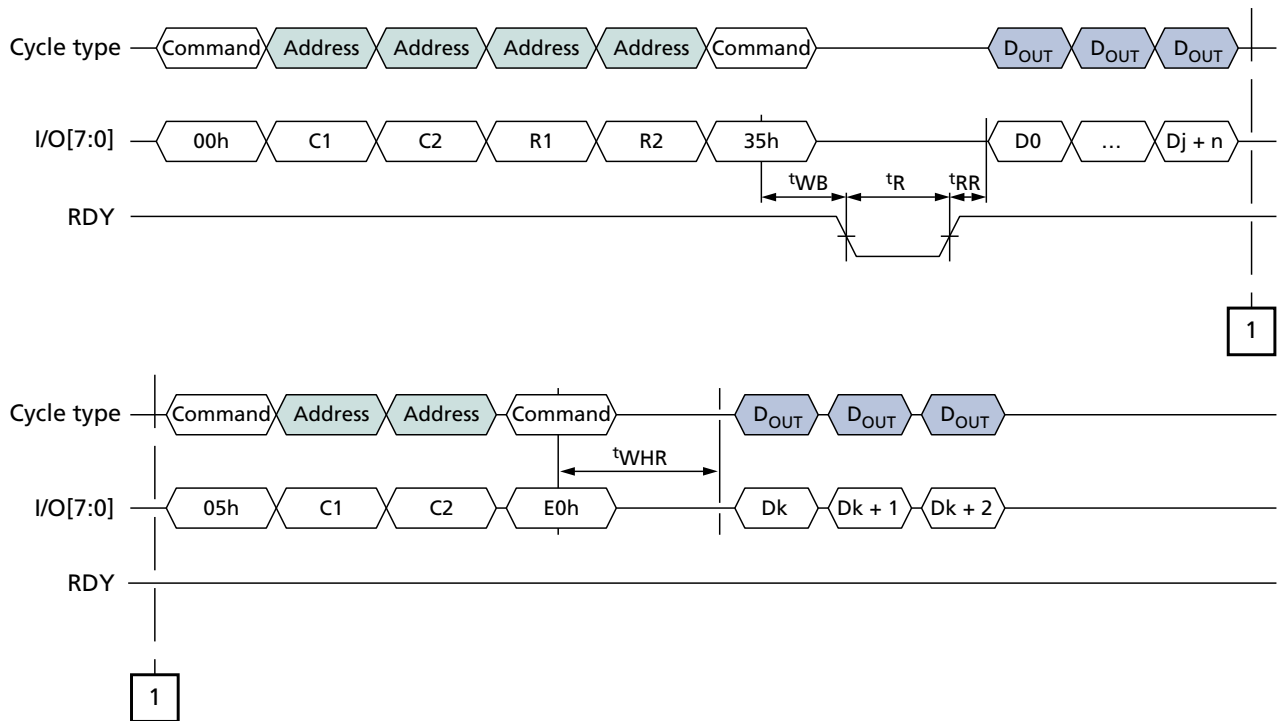 Cycle type Command Address Address Address Address Command DOUT DOUT DOUT
I/O[7:0] 00h C1 C2 R1 R2 35h D0 … Dj + n
tWB tR tRR
RDY
1
Cycle type Command Address Address Command DOUT DOUT DOUT
tWHR
I/O[7:0] 05h C1 C2 E0h Dk Dk + 1 Dk + 2
RDY
1